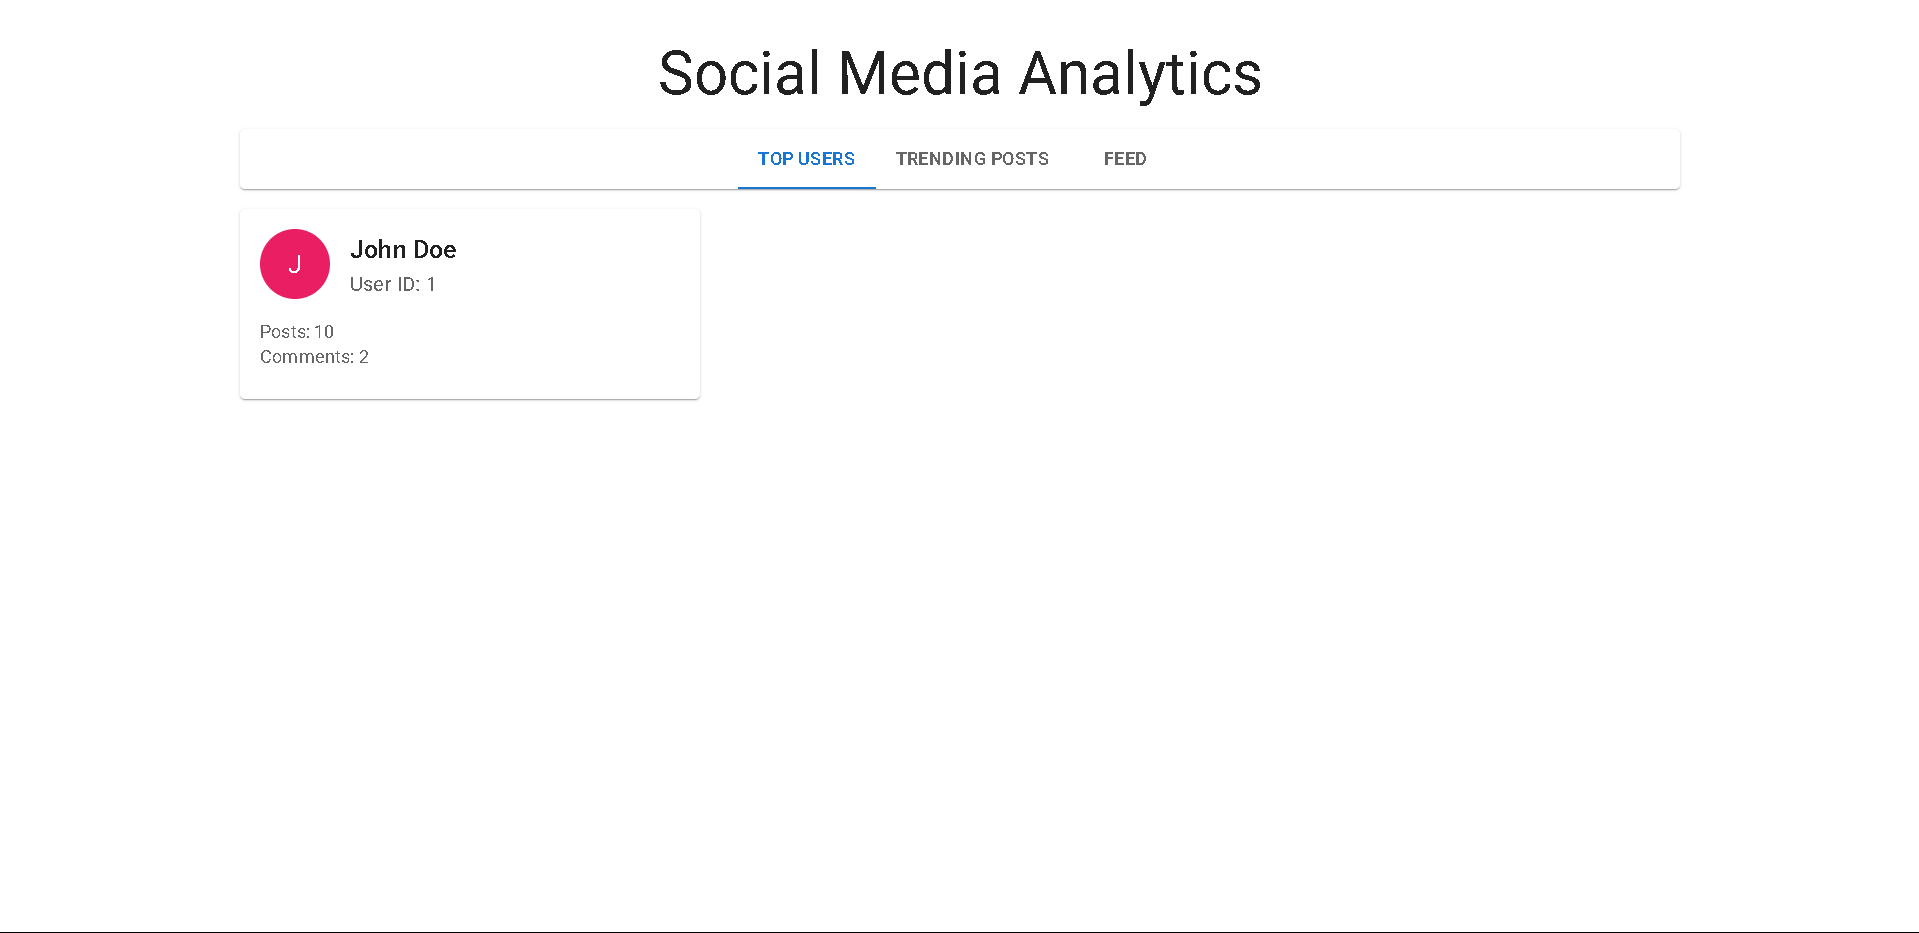 Social Media Analytics
TOP USERS TRENDING POSTS FEED
J
John Doe
User ID: 1
Posts: 10
Comments: 2